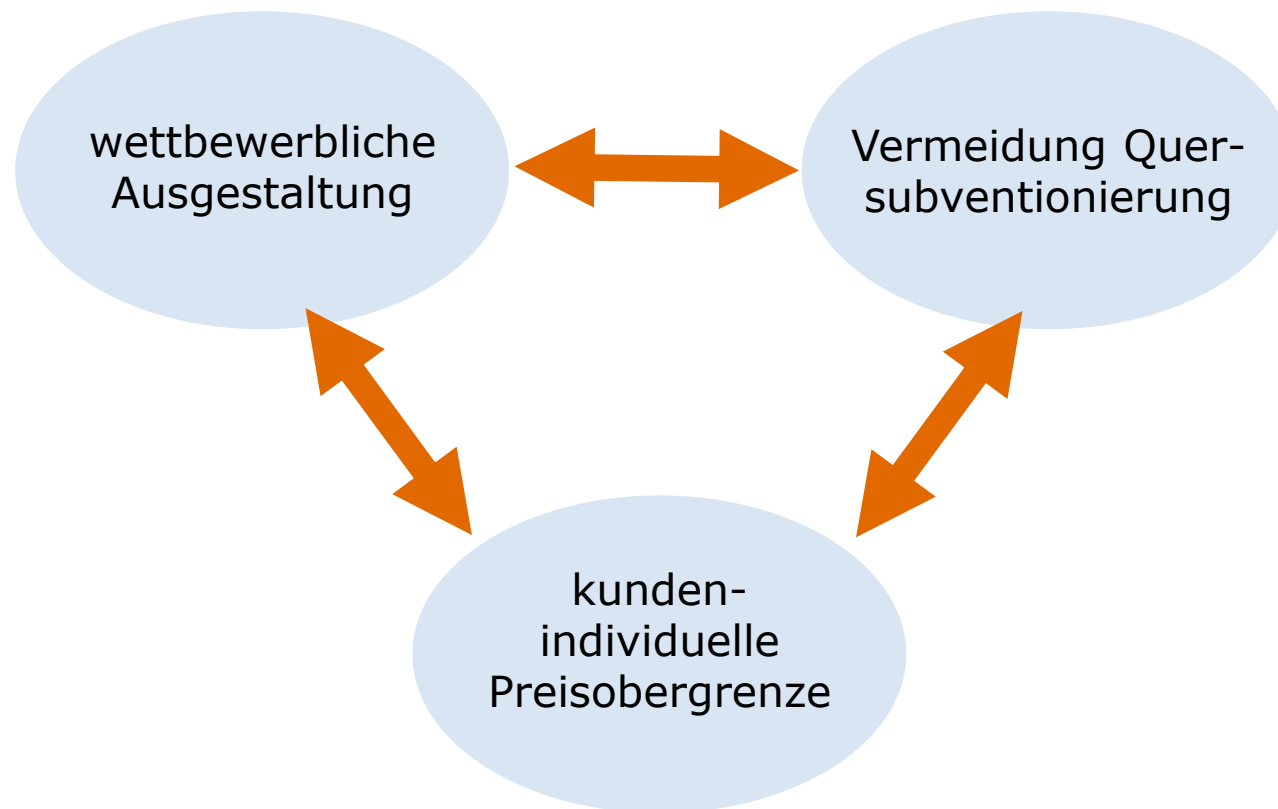 wettbewerbliche
Ausgestaltung
Vermeidung Quer-
subventionierung
kunden-
individuelle
Preisobergrenze